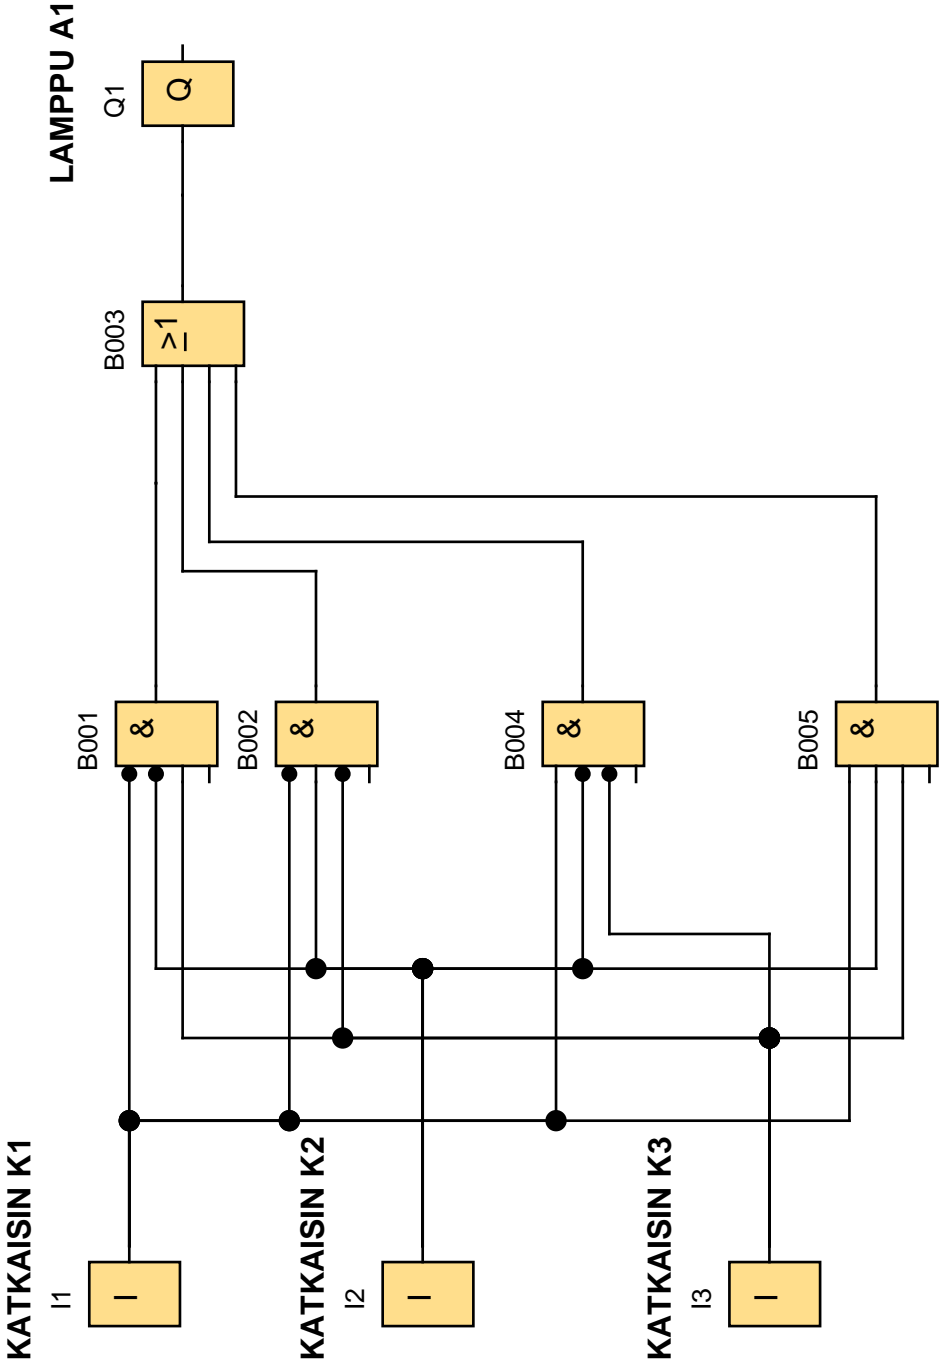 KATKAISIN K1
I1
I
KATKAISIN K2
I2
I
KATKAISIN K3
I3
I
B001
&
B002
&
B004
&
B005
&
B003
≥1
LAMPPU A1
Q1
Q